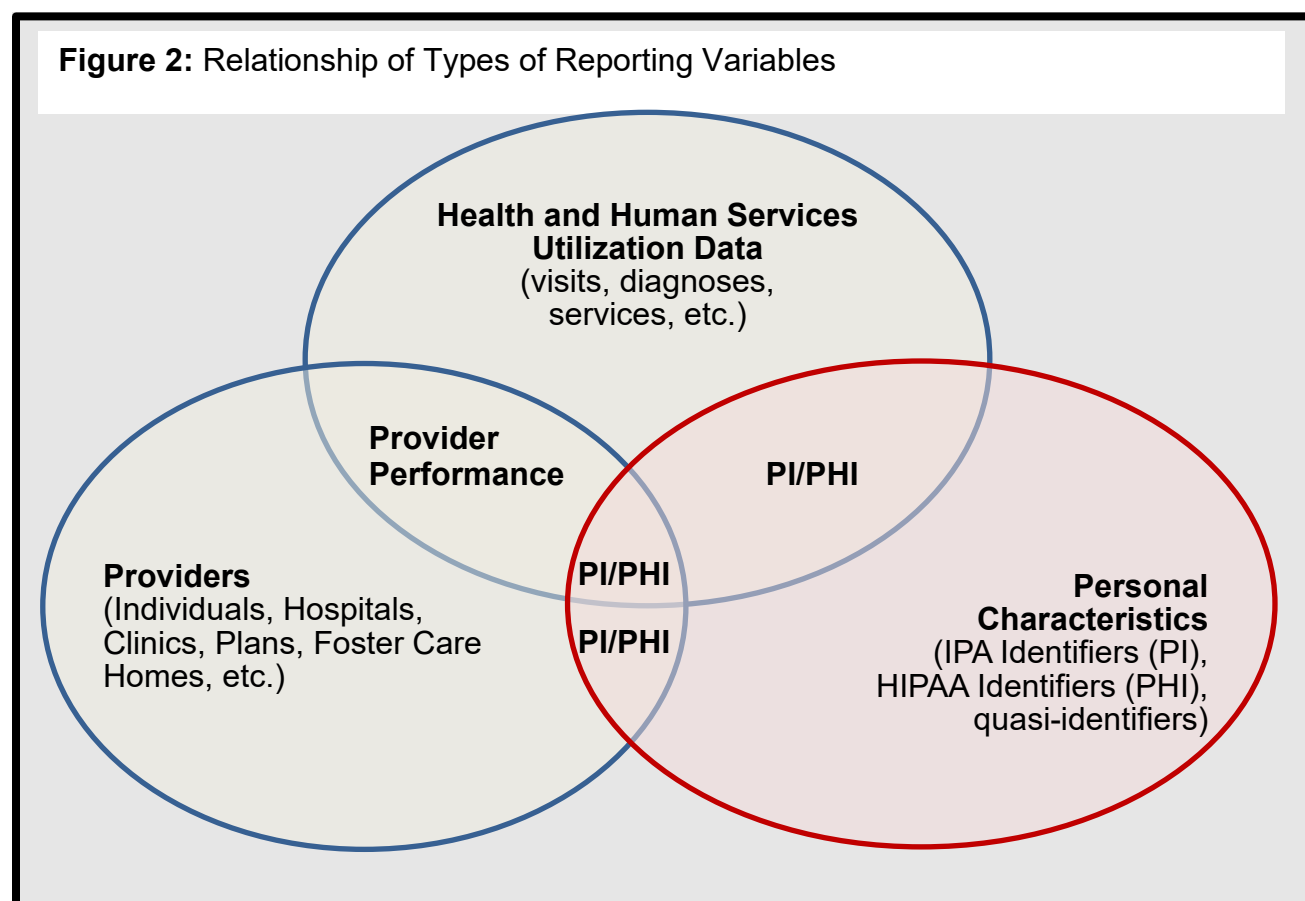 Figure 2: Relationship of Types of Reporting Variables
Health and Human Services
Utilization Data
(visits, diagnoses,
services, etc.)
Provider
Performance
PI/PHI
PI/PHI
PI/PHI
Providers
(Individuals, Hospitals,
Clinics, Plans, Foster Care
Homes, etc.)
Personal
Characteristics
(IPA Identifiers (PI),
HIPAA Identifiers (PHI),
quasi-identifiers)